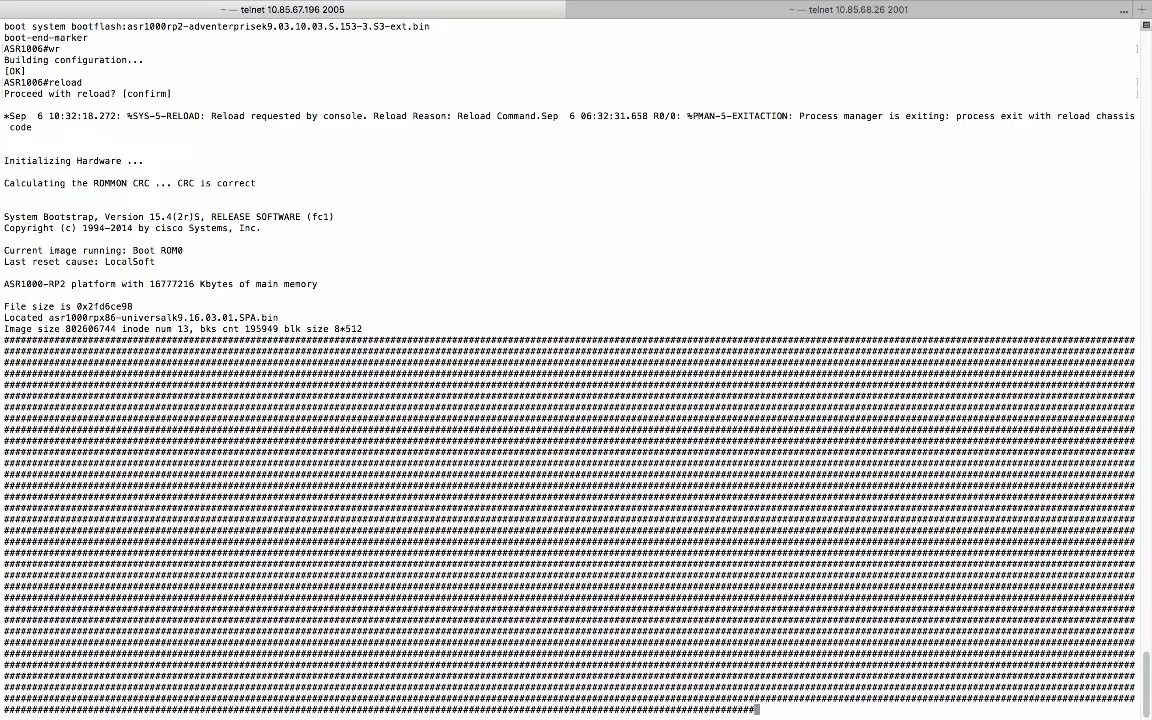 ~ — telnet 10.85.67.196 2005
~ — telnet 10.85.68.26 2001
boot system bootflash:asr1000rp2-adventerprisek9.03.10.03.S.153-3.S3-ext.bin
boot-end-marker
ASR1006#wr
Building configuration...
[OK]
ASR1006#reload
Proceed with reload? [confirm]
*Sep  6 10:32:18.272: %SYS-5-RELOAD: Reload requested by console. Reload Reason: Reload Command.Sep  6 06:32:31.658 R0/0: %PMAN-5-EXITACTION: Process manager is exiting: process exit with reload chassis
code
Initializing Hardware ...
Calculating the ROMMON CRC ... CRC is correct
System Bootstrap, Version 15.4(2r)S, RELEASE SOFTWARE (fc1)
Copyright (c) 1994-2014 by cisco Systems, Inc.
Current image running: Boot ROM0
Last reset cause: LocalSoft
ASR1000-RP2 platform with 16777216 Kbytes of main memory
File size is 0x2fd6ce98
Located asr1000rpx86-universalk9.16.03.01.SPA.bin
Image size 802606744 inode num 13, bks cnt 195949 blk size 8*512